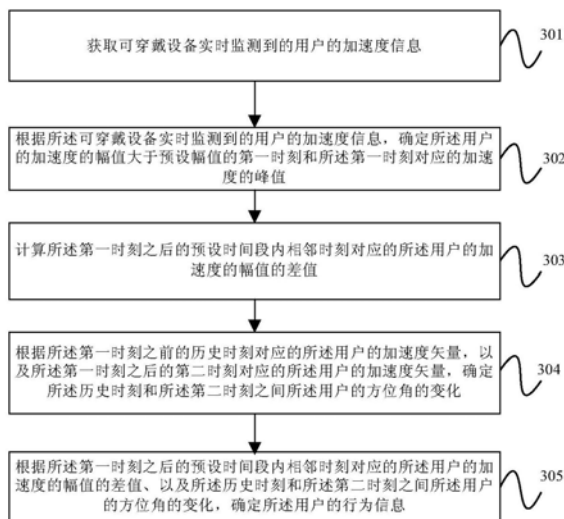 获取可穿戴设备实时监测到的用户的加速度信息
301
根据所述可穿戴设备实时监测到的用户的加速度信息，确定所述用户
的加速度的幅值大于预设幅值的第一时刻和所述第一时刻对应的加速
度的峰值
302
计算所述第一时刻之后的预设时间段内相邻时刻对应的所述用户的加
速度的幅值的差值
303
根据所述第一时刻之前的历史时刻对应的所述用户的加速度矢量，以
及所述第一时刻之后的第二时刻对应的所述用户的加速度矢量，确定
所述历史时刻和所述第二时刻之间所述用户的方位角的变化
304
根据所述第一时刻之后的预设时间段内相邻时刻对应的所述用户的加
速度的幅值的差值、以及所述历史时刻和所述第二时刻之间所述用户
的方位角的变化，确定所述用户的行为信息
305